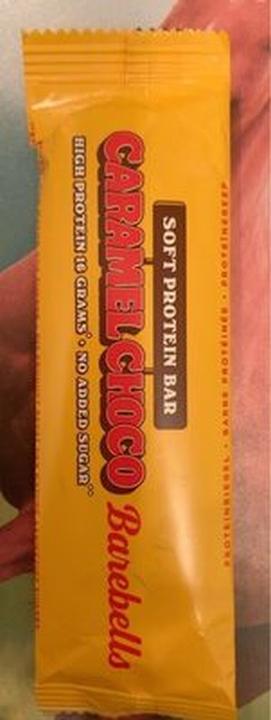 PROTEINRIEGEL · BARRE PROTÉINÉE · PROTEÏNEREEP
SOFT PROTEIN BAR
CARAMEL CHOCO
Barebells
HIGH PROTEIN 16 GRAMS* · NO ADDED SUGAR**